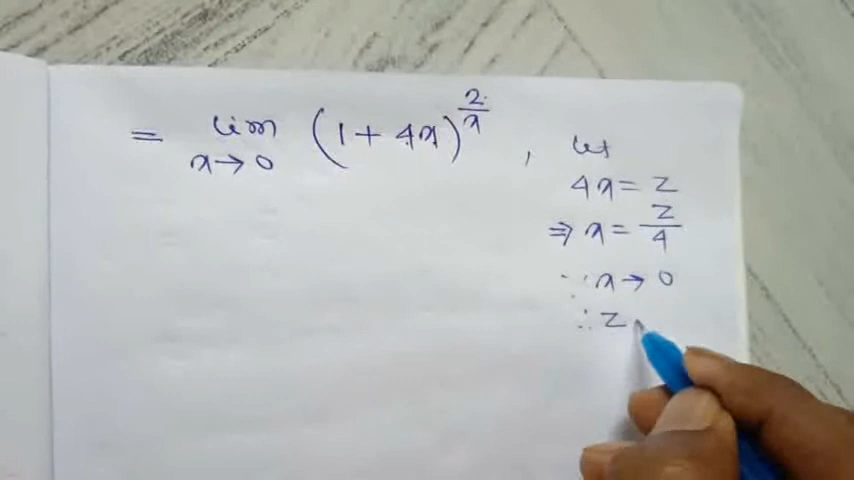 = lim x→0 (1 + 4x)^(2/x) , let
4x = z
⇒ x = z/4
∵ x → 0
∴ z